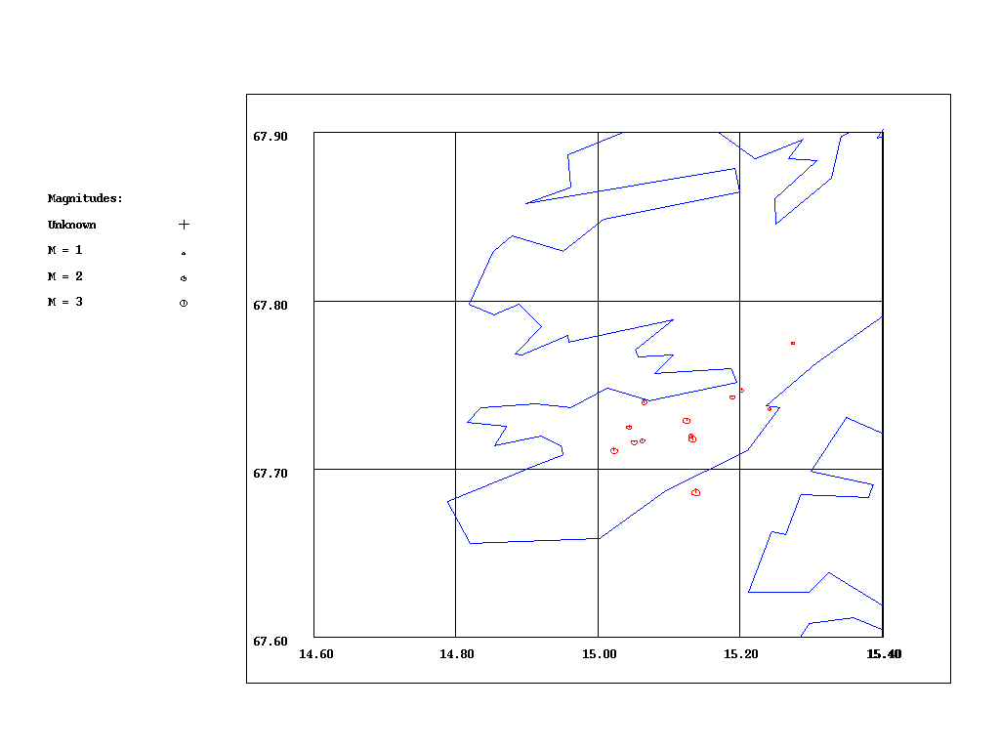 67.90
Magnitudes:
Unknown
M = 1
M = 2
M = 3
67.80
67.70
67.60
14.60 14.80 15.00 15.20 15.40